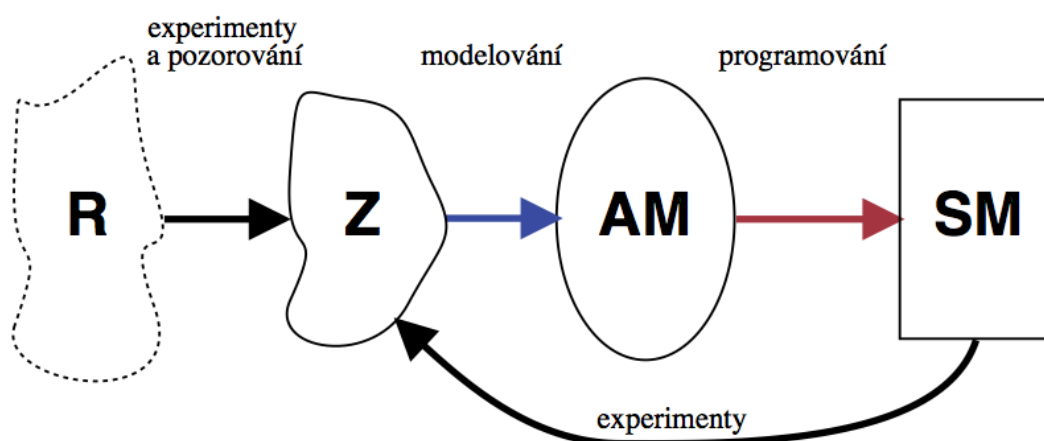 experimenty
a pozorování
modelování
programování
R
Z
AM
SM
experimenty